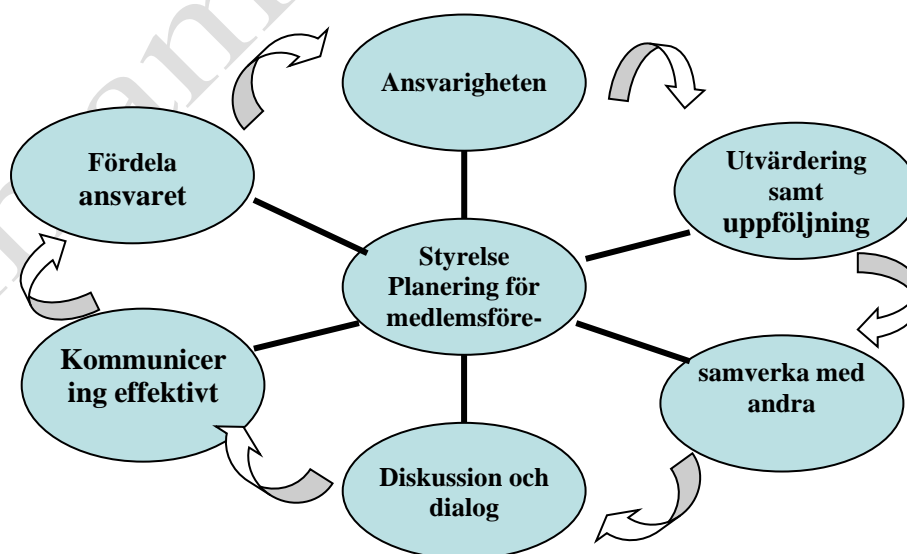 Ansvarigheten
Utvärdering
samt
uppföljning
samverka med
andra
Diskussion och
dialog
Kommunicer
ing effektivt
Fördela
ansvaret
Styrelse
Planering för
medlemsföre-